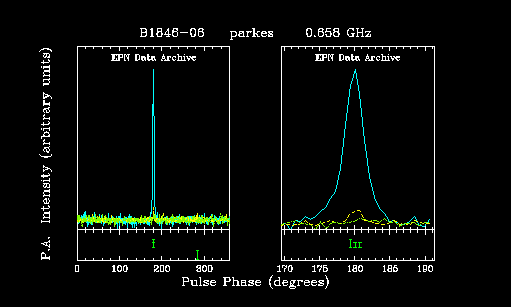 B1846-06 parkes 0.658 GHz
EPN Data Archive EPN Data Archive
P.A. Intensity (arbitrary units)
0 100 200 300 170 175 180 185 190
Pulse Phase (degrees)